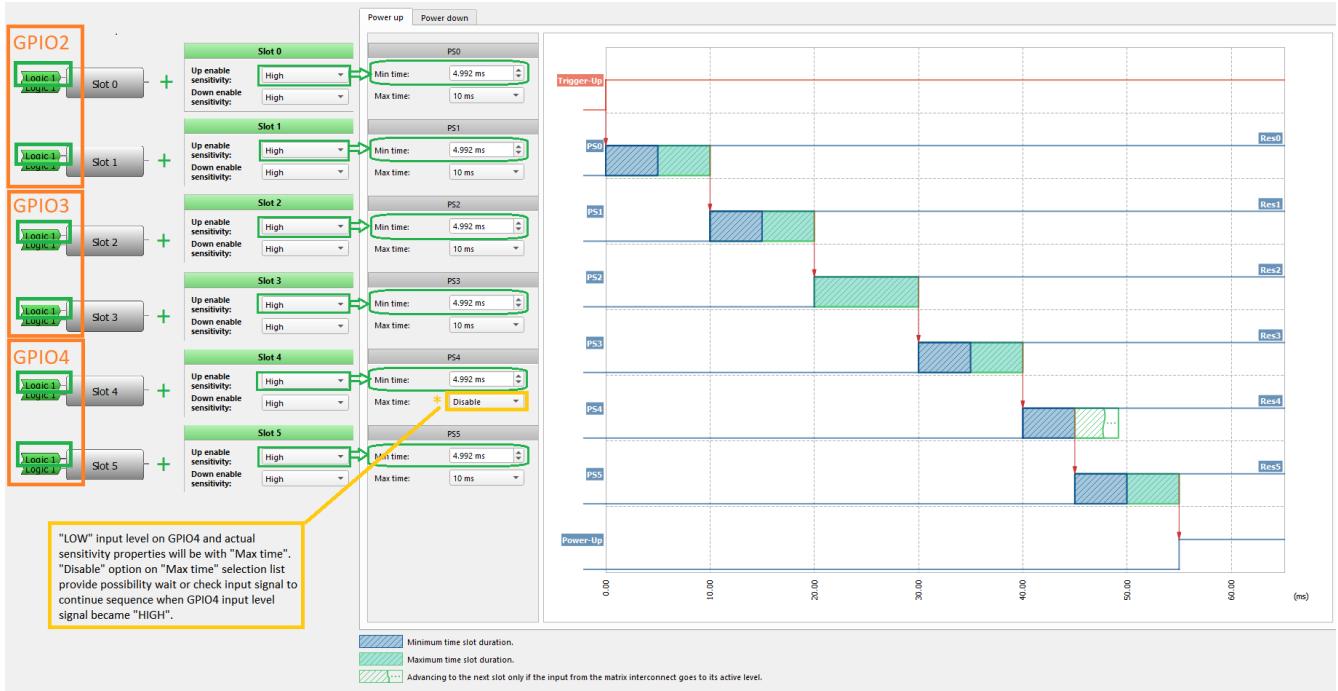 Power up
Power down
GPIO2
Logic 1
Logic 1
Slot 0
+
Slot 0
Up enable
sensitivity:
High
Down enable
sensitivity:
High
PS0
Min time:
4.992 ms
Max time:
10 ms
Logic 1
Logic 1
Slot 1
+
Slot 1
Up enable
sensitivity:
High
Down enable
sensitivity:
High
PS1
Min time:
4.992 ms
Max time:
10 ms
GPIO3
Logic 1
Logic 1
Slot 2
+
Slot 2
Up enable
sensitivity:
High
Down enable
sensitivity:
High
PS2
Min time:
4.992 ms
Max time:
10 ms
Logic 1
Logic 1
Slot 3
+
Slot 3
Up enable
sensitivity:
High
Down enable
sensitivity:
High
PS3
Min time:
4.992 ms
Max time:
10 ms
GPIO4
Logic 1
Logic 1
Slot 4
+
Slot 4
Up enable
sensitivity:
High
Down enable
sensitivity:
High
PS4
Min time:
4.992 ms
Max time:
* Disable
Logic 1
Logic 1
Slot 5
+
Slot 5
Up enable
sensitivity:
High
Down enable
sensitivity:
High
PS5
Min time:
4.992 ms
Max time:
10 ms
"LOW" input level on GPIO4 and actual
sensitivity properties will be with "Max time".
"Disable" option on "Max time" selection list
provide possibility wait or check input signal to
continue sequence when GPIO4 input level
signal became "HIGH".
Trigger-Up
PS0
Res0
PS1
Res1
PS2
Res2
PS3
Res3
PS4
Res4
PS5
Res5
Power-Up
0.00
10.00
20.00
30.00
40.00
50.00
60.00
(ms)
Minimum time slot duration.
Maximum time slot duration.
Advancing to the next slot only if the input from the matrix interconnect goes to its active level.